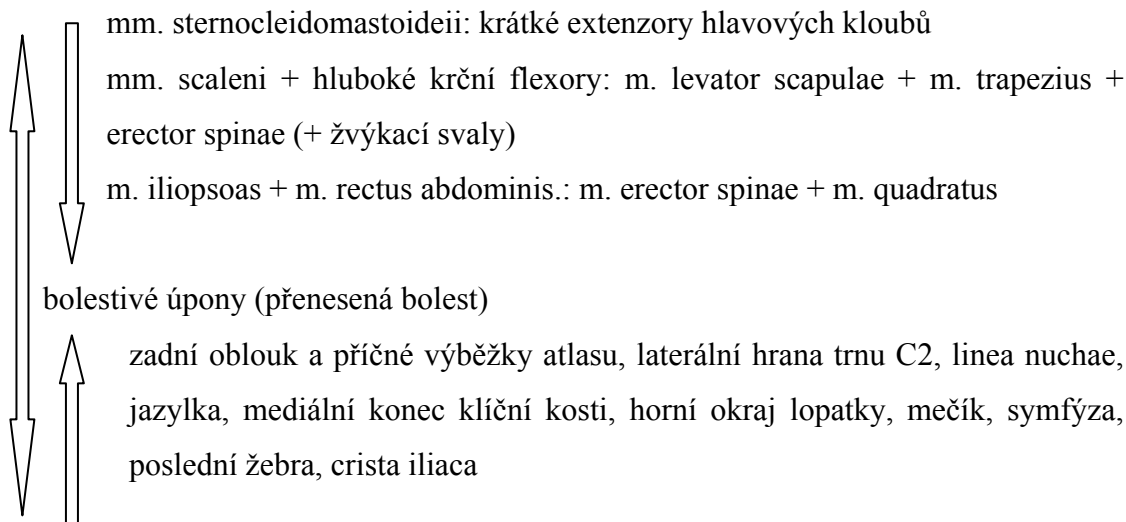 mm. sternocleidomastoideii: krátké extenzory hlavových kloubů
mm. scaleni + hluboké krční flexory: m. levator scapulae + m. trapezius +
erector spinae (+ žvýkací svaly)
m. iliopsoas + m. rectus abdominis.: m. erector spinae + m. quadratus
bolestivé úpony (přenesená bolest)
zadní oblouk a příčné výběžky atlasu, laterální hrana trnu C2, linea nuchae,
jazylka, mediální konec klíční kosti, horní okraj lopatky, mečík, symfýza,
poslední žebra, crista iliaca